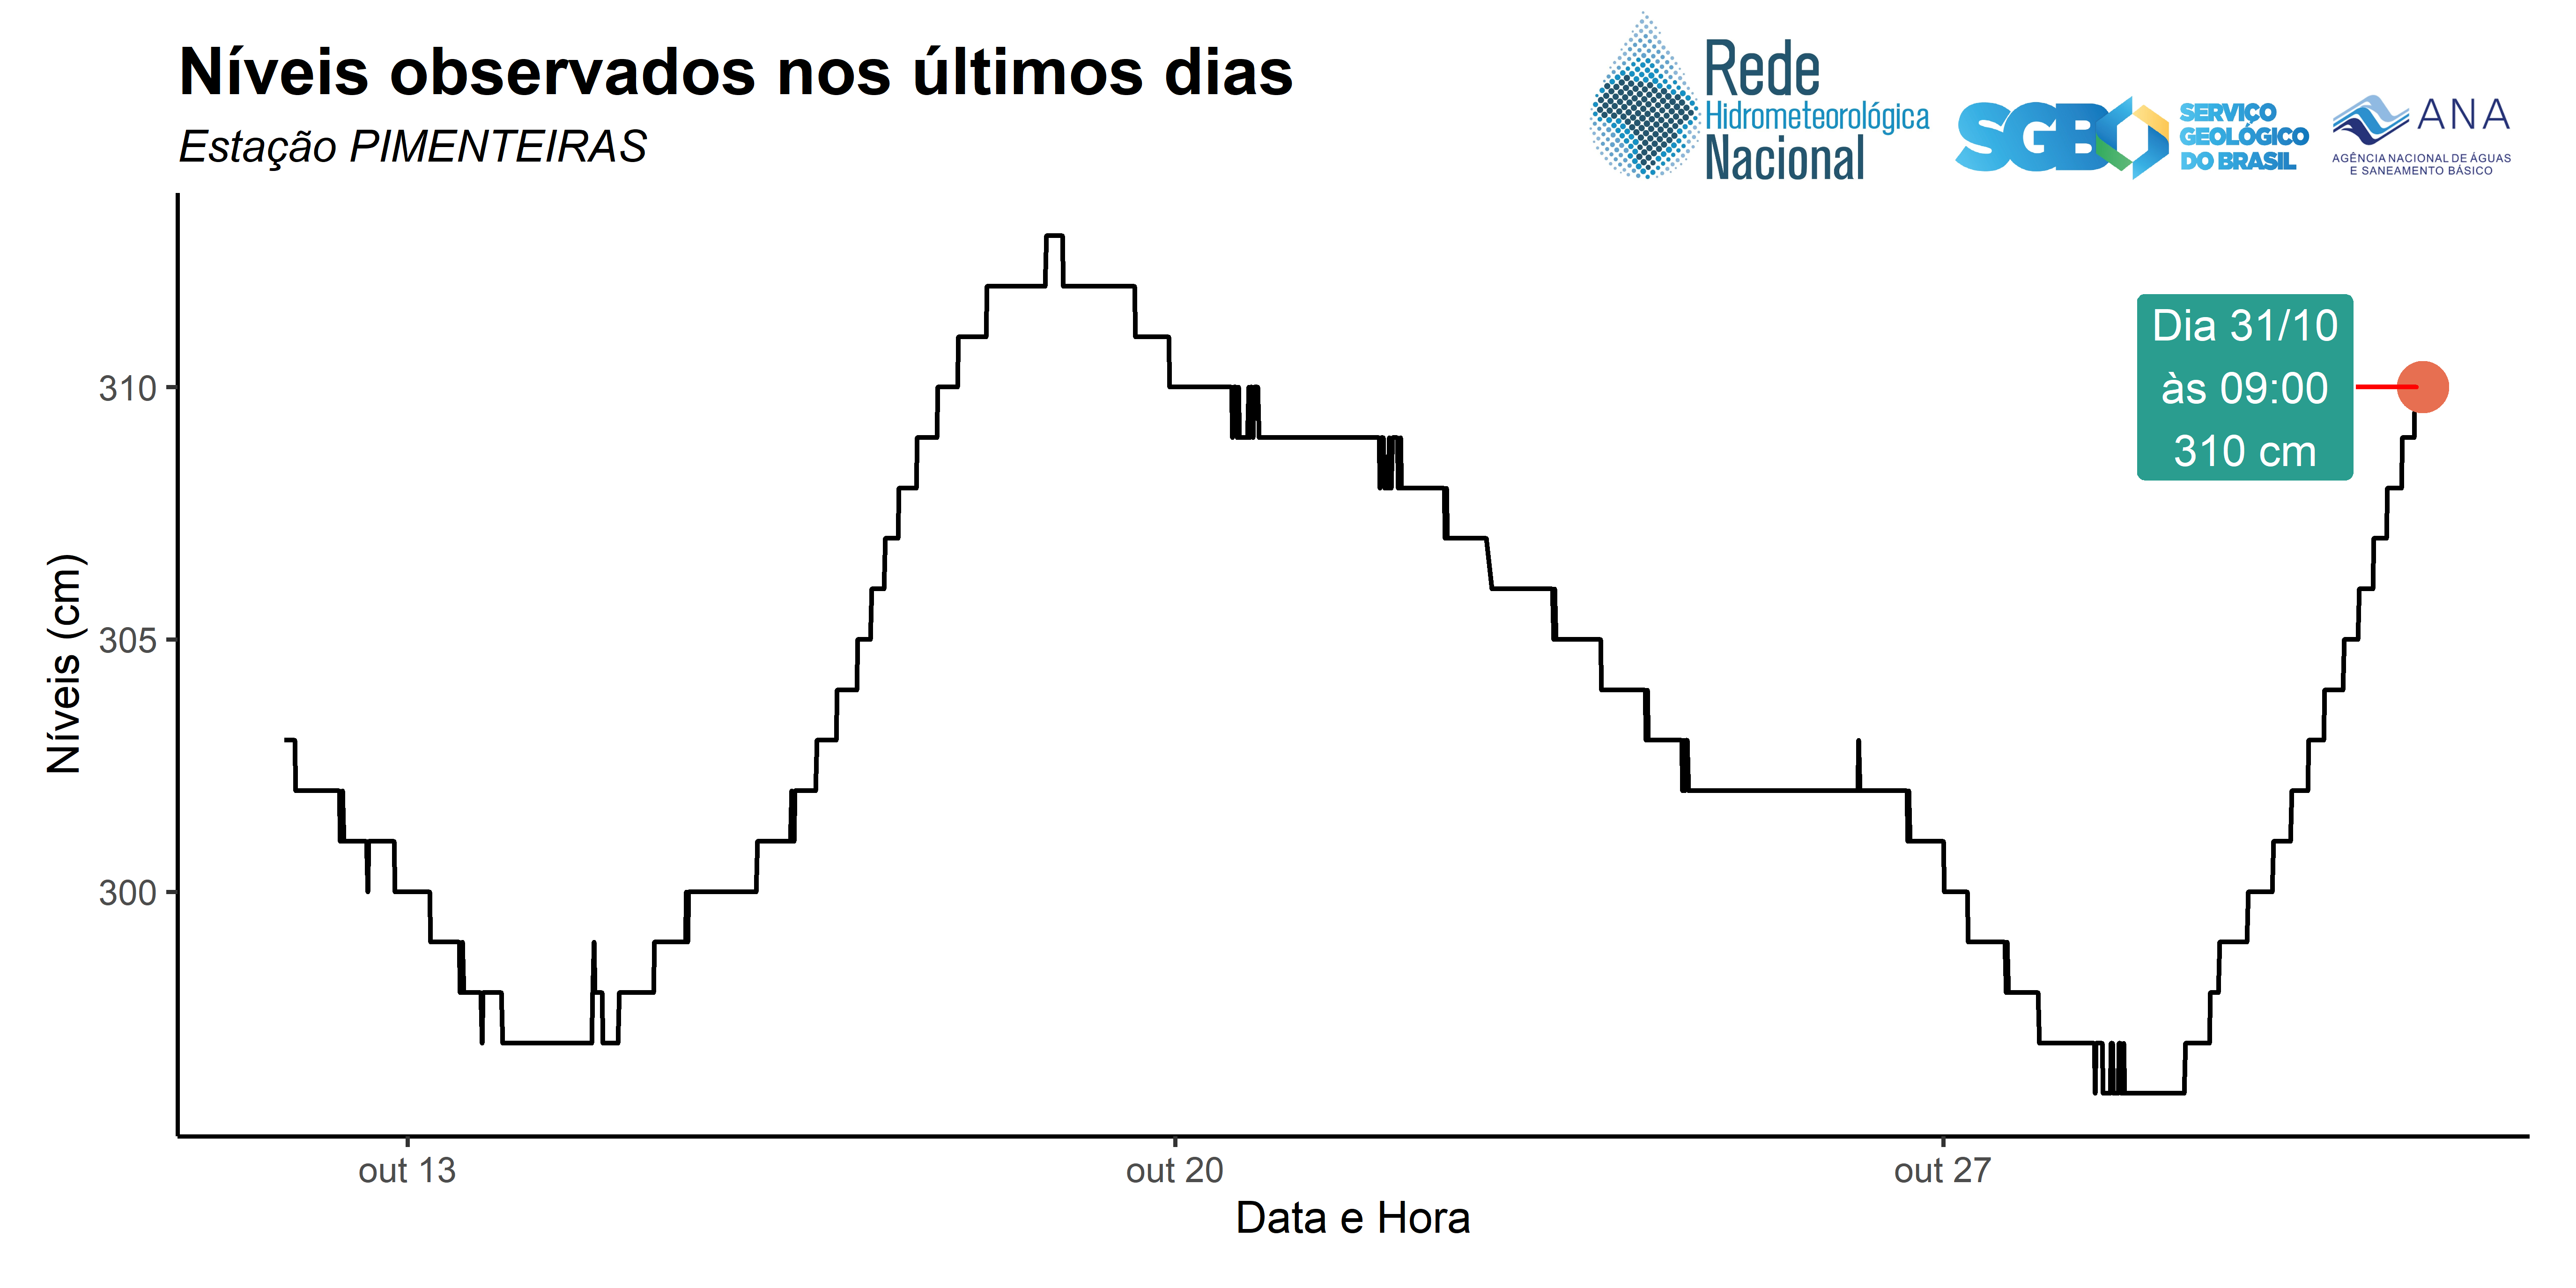 Níveis observados nos últimos dias
Estação PIMENTEIRAS
Rede
Hidrometeorológica
Nacional
SGB
SERVIÇO
GEOLÓGICO
DO BRASIL
ANA
AGÊNCIA NACIONAL DE ÁGUAS
E SANEAMENTO BÁSICO
Dia 31/10
às 09:00
310 cm
Níveis (cm)
310
305
300
out 13
out 20
out 27
Data e Hora